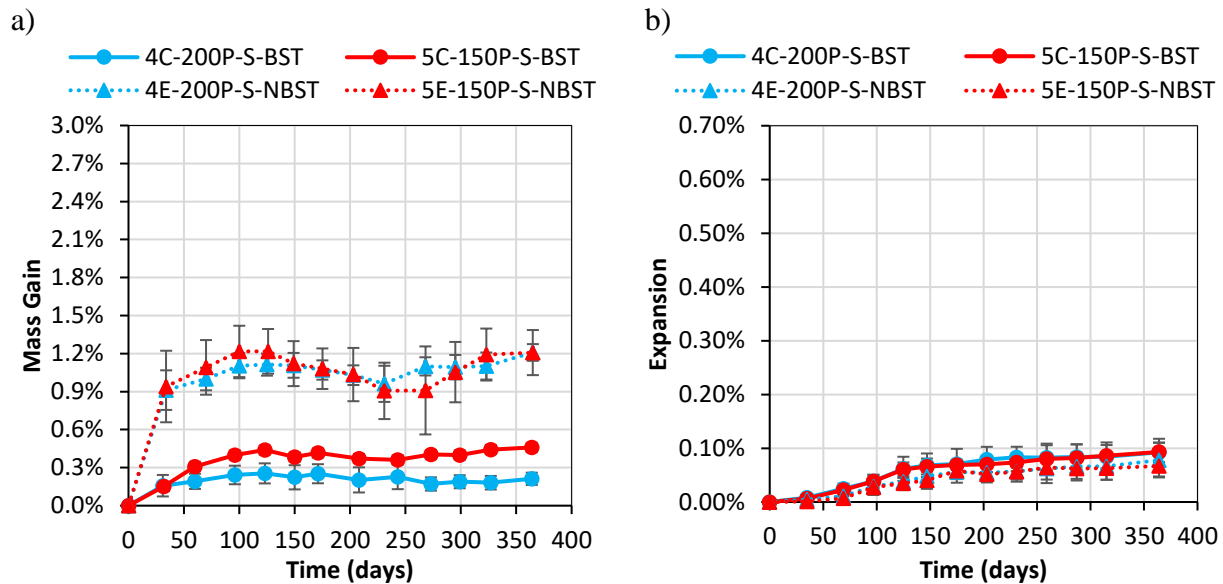 a)
4C-200P-S-BST 5C-150P-S-BST
4E-200P-S-NBST 5E-150P-S-NBST
3.0%
2.7%
2.4%
2.1%
1.8%
1.5%
1.2%
0.9%
0.6%
0.3%
0.0%
Mass Gain
0 50 100 150 200 250 300 350 400
Time (days)
b)
4C-200P-S-BST 5C-150P-S-BST
4E-200P-S-NBST 5E-150P-S-NBST
0.70%
0.60%
0.50%
0.40%
0.30%
0.20%
0.10%
0.00%
Expansion
0 50 100 150 200 250 300 350 400
Time (days)